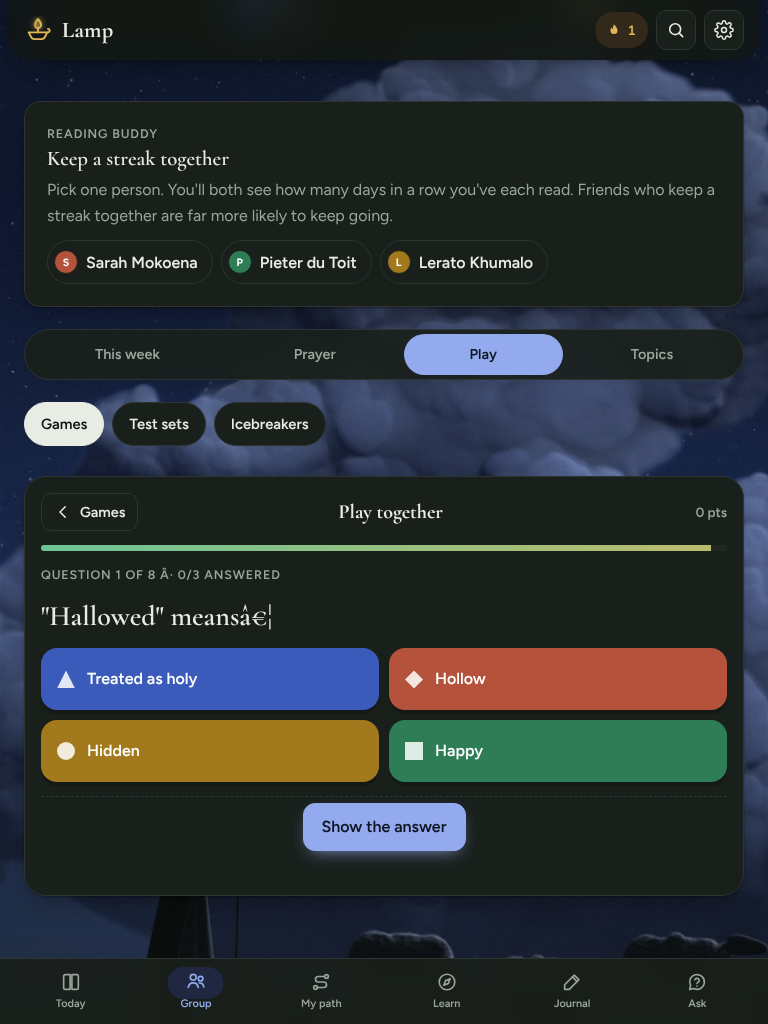 Lamp
1
READING BUDDY
Keep a streak together
Pick one person. You'll both see how many days in a row you've each read. Friends who keep a
streak together are far more likely to keep going.
S Sarah Mokoena P Pieter du Toit L Lerato Khumalo
This week Prayer Play Topics
Games Test sets Icebreakers
Games Play together 0 pts
QUESTION 1 OF 8 Â· 0/3 ANSWERED
"Hallowed" meansâ€¦
Treated as holy Hollow
Hidden Happy
Show the answer
Today Group My path Learn Journal Ask